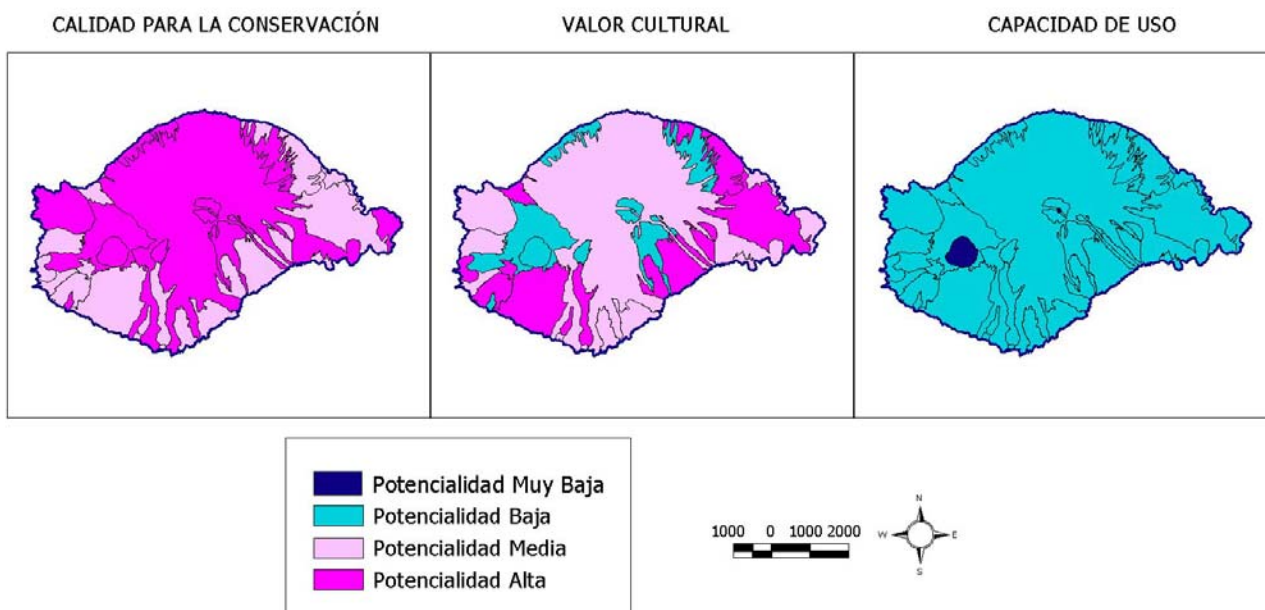 CALIDAD PARA LA CONSERVACIÓN
VALOR CULTURAL
CAPACIDAD DE USO
Potencialidad Muy Baja
Potencialidad Baja
Potencialidad Media
Potencialidad Alta
1000 0 1000 2000
N
W E
S